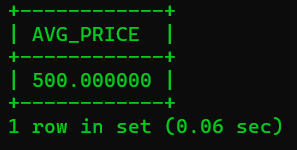 +------------+
| AVG_PRICE  |
+------------+
| 500.000000 |
+------------+
1 row in set (0.06 sec)